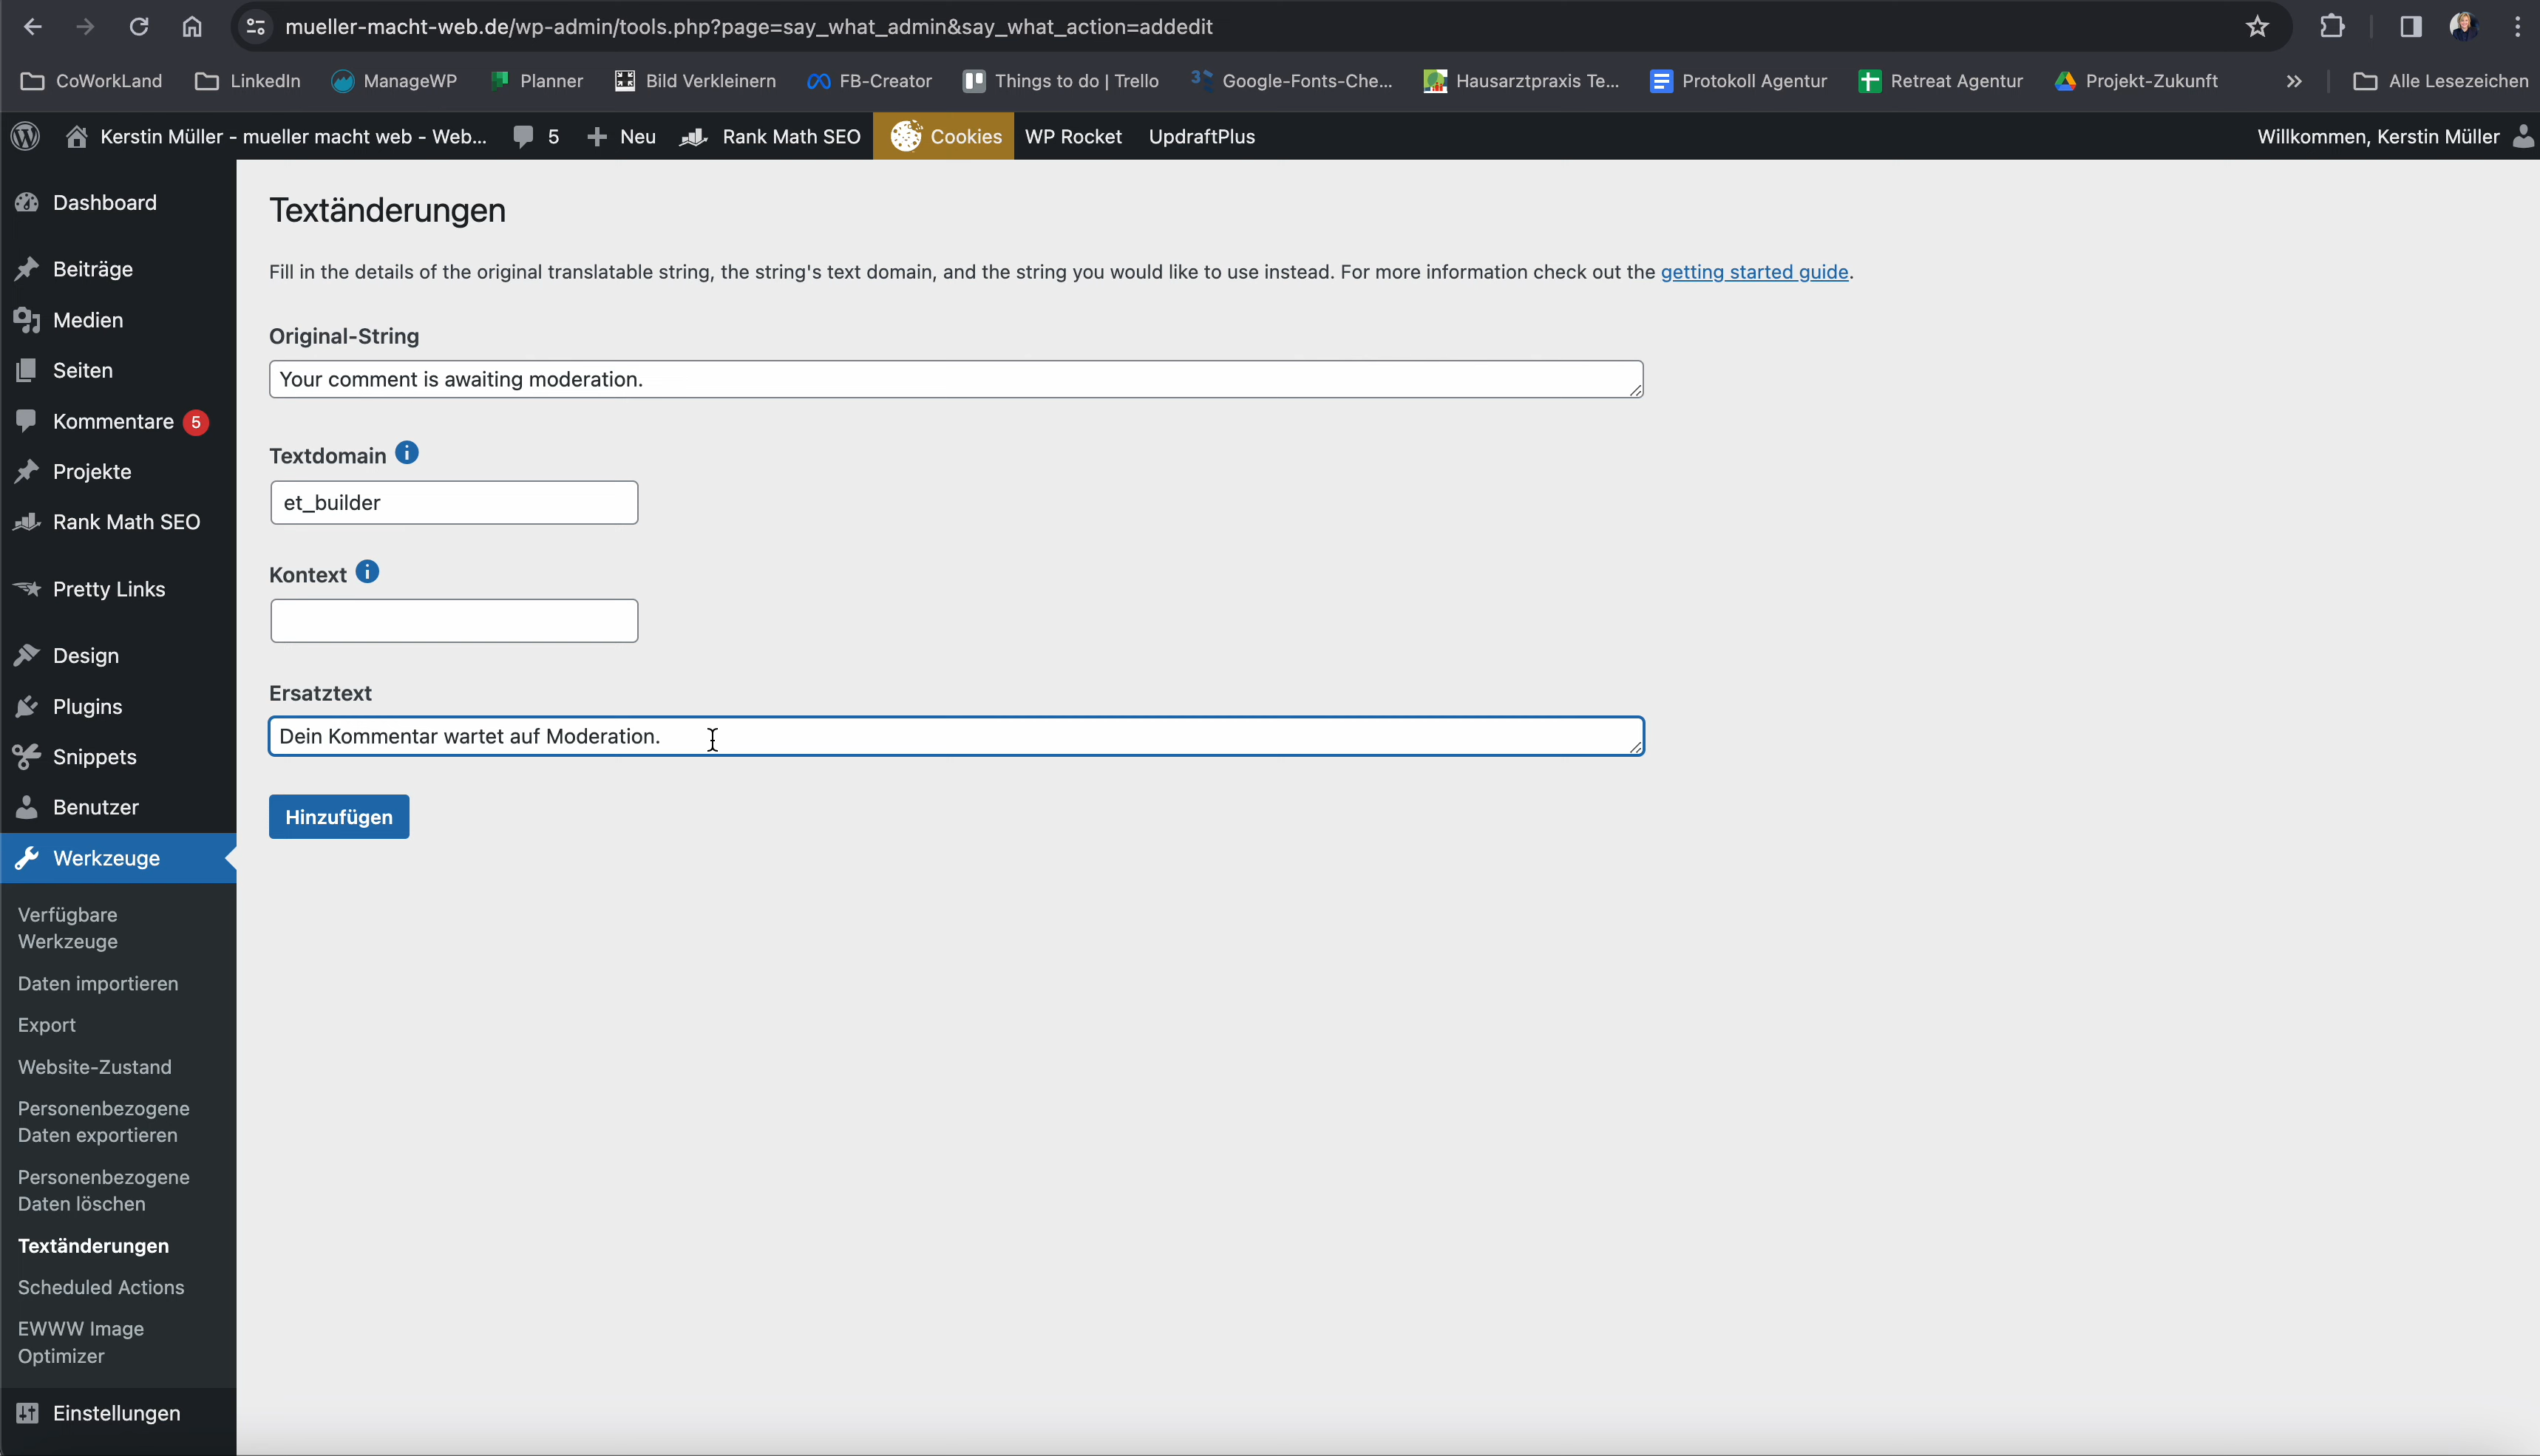 mueller-macht-web.de/wp-admin/tools.php?page=say_what_admin&say_what_action=addedit
CoWorkLand LinkedIn ManageWP Planner Bild Verkleinern FB-Creator Things to do | Trello Google-Fonts-Che... Hausarztpraxis Te... Protokoll Agentur Retreat Agentur Projekt-Zukunft » Alle Lesezeichen
Kerstin Müller - mueller macht web - Web... 5 Neu Rank Math SEO Cookies WP Rocket UpdraftPlus Willkommen, Kerstin Müller
Dashboard
Beiträge
Medien
Seiten
Kommentare 5
Projekte
Rank Math SEO
Pretty Links
Design
Plugins
Snippets
Benutzer
Werkzeuge
Verfügbare
Werkzeuge
Daten importieren
Export
Website-Zustand
Personenbezogene
Daten exportieren
Personenbezogene
Daten löschen
Textänderungen
Scheduled Actions
EWWW Image
Optimizer
Einstellungen
Textänderungen
Fill in the details of the original translatable string, the string's text domain, and the string you would like to use instead. For more information check out the getting started guide.
Original-String
Your comment is awaiting moderation.
Textdomain i
et_builder
Kontext i
Ersatztext
Dein Kommentar wartet auf Moderation.
Hinzufügen